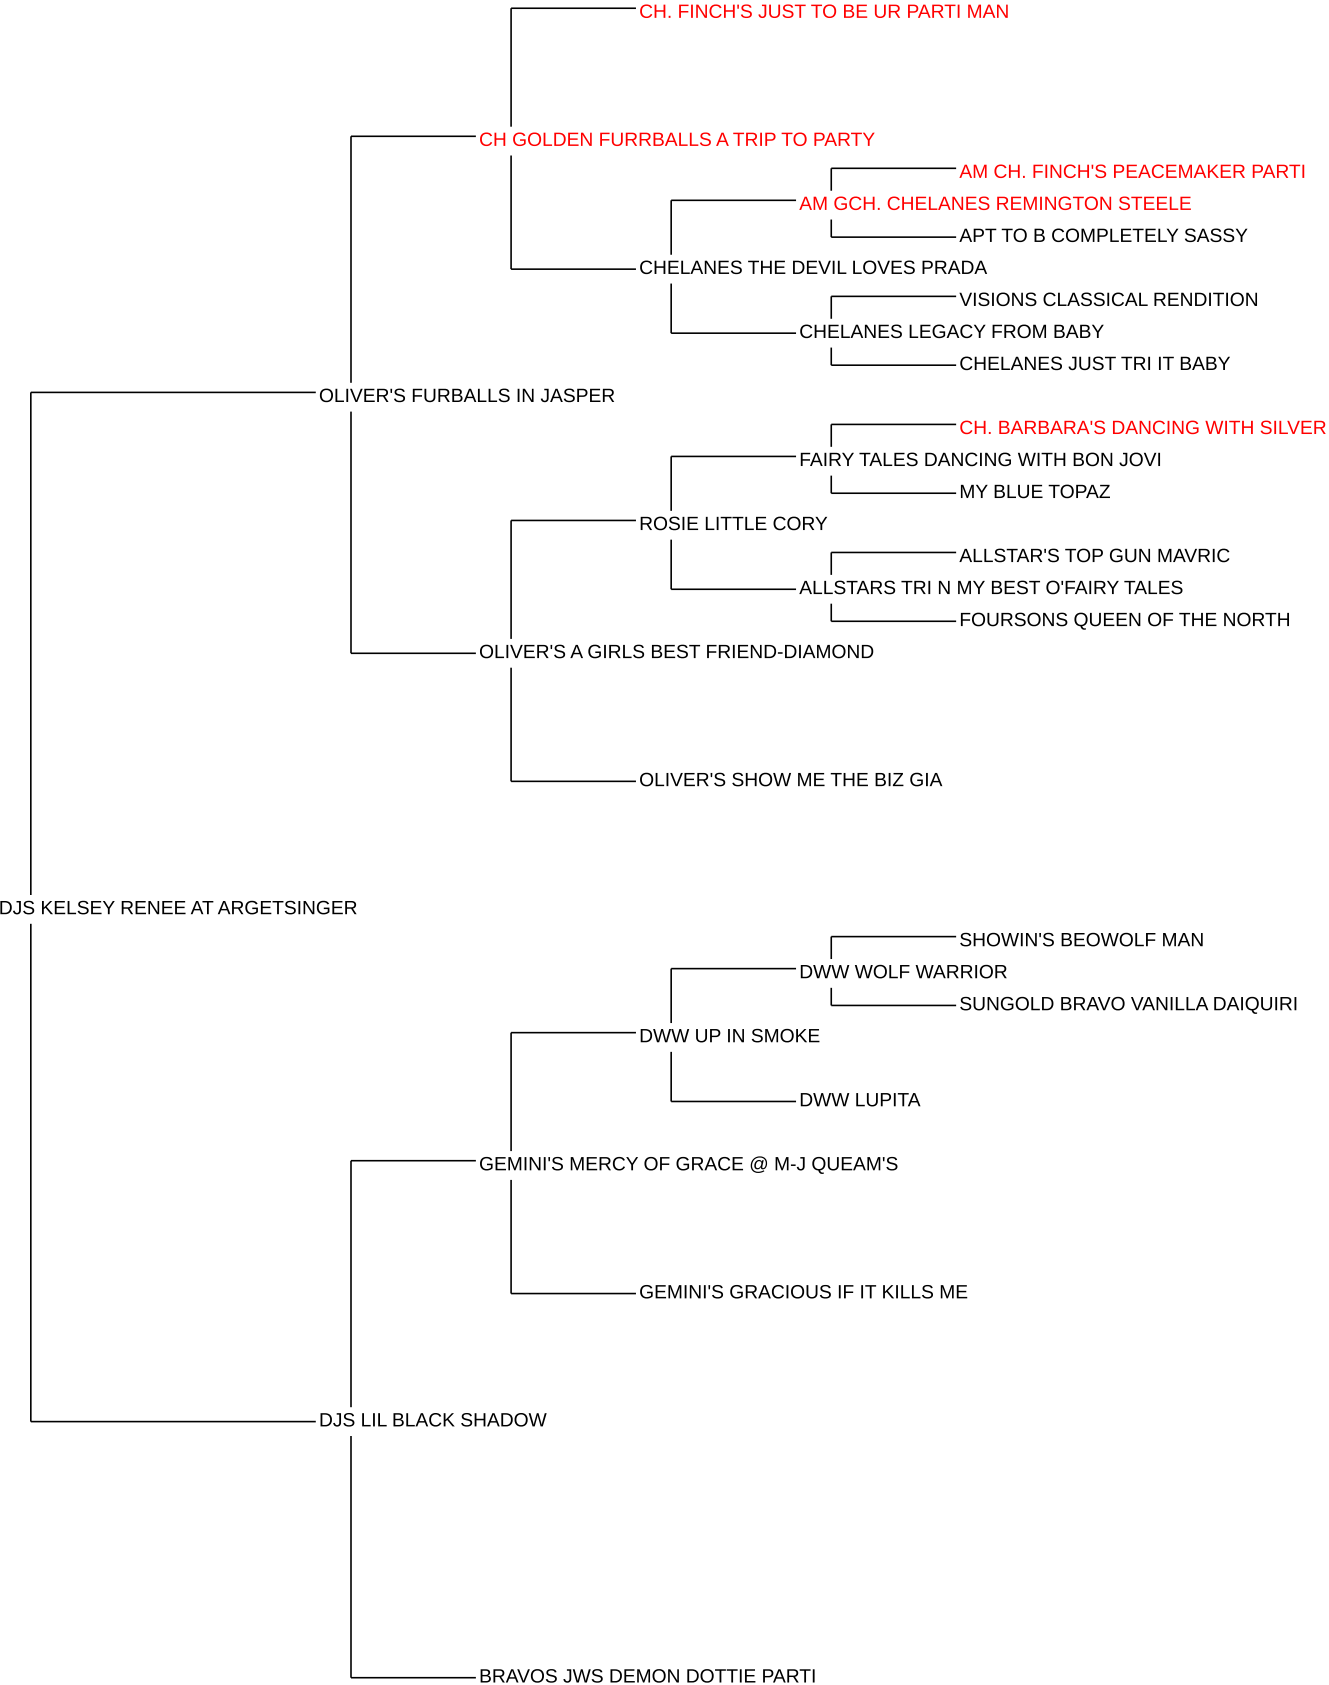 CH. FINCH'S JUST TO BE UR PARTI MAN
CH GOLDEN FURRBALLS A TRIP TO PARTY
AM CH. FINCH'S PEACEMAKER PARTI
AM GCH. CHELANES REMINGTON STEELE
APT TO B COMPLETELY SASSY
CHELANES THE DEVIL LOVES PRADA
VISIONS CLASSICAL RENDITION
CHELANES LEGACY FROM BABY
CHELANES JUST TRI IT BABY
OLIVER'S FURBALLS IN JASPER
CH. BARBARA'S DANCING WITH SILVER
FAIRY TALES DANCING WITH BON JOVI
MY BLUE TOPAZ
ROSIE LITTLE CORY
ALLSTAR'S TOP GUN MAVRIC
ALLSTARS TRI N MY BEST O'FAIRY TALES
FOURSONS QUEEN OF THE NORTH
OLIVER'S A GIRLS BEST FRIEND-DIAMOND
OLIVER'S SHOW ME THE BIZ GIA
DJS KELSEY RENEE AT ARGETSINGER
SHOWIN'S BEOWOLF MAN
DWW WOLF WARRIOR
SUNGOLD BRAVO VANILLA DAIQUIRI
DWW UP IN SMOKE
DWW LUPITA
GEMINI'S MERCY OF GRACE @ M-J QUEAM'S
GEMINI'S GRACIOUS IF IT KILLS ME
DJS LIL BLACK SHADOW
BRAVOS JWS DEMON DOTTIE PARTI